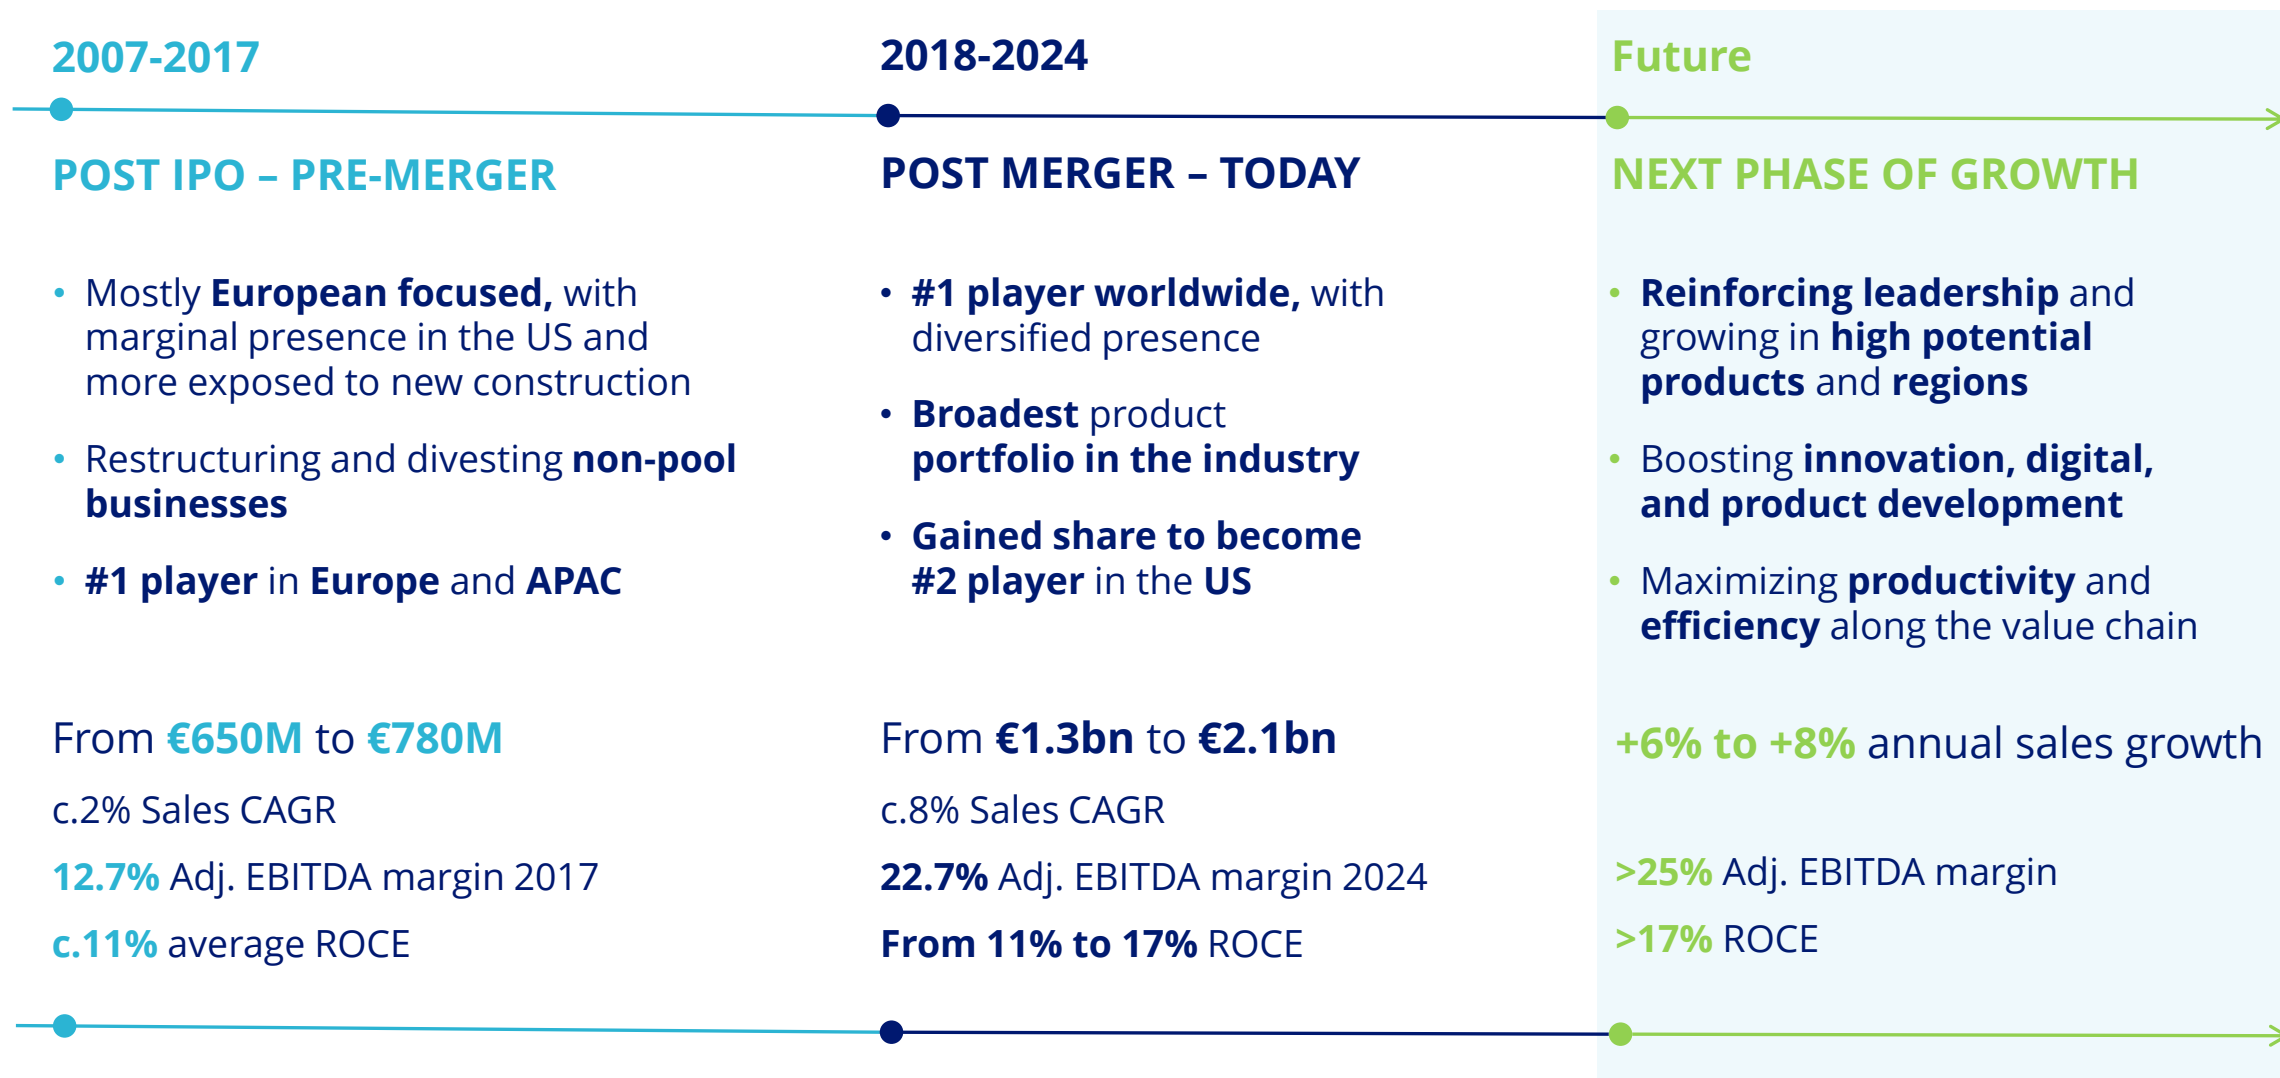 2007-2017
POST IPO – PRE-MERGER
• Mostly European focused, with
marginal presence in the US and
more exposed to new construction
• Restructuring and divesting non-pool
businesses
• #1 player in Europe and APAC
From €650M to €780M
c.2% Sales CAGR
12.7% Adj. EBITDA margin 2017
c.11% average ROCE
2018-2024
POST MERGER – TODAY
• #1 player worldwide, with
diversified presence
• Broadest product
portfolio in the industry
• Gained share to become
#2 player in the US
From €1.3bn to €2.1bn
c.8% Sales CAGR
22.7% Adj. EBITDA margin 2024
From 11% to 17% ROCE
Future
NEXT PHASE OF GROWTH
• Reinforcing leadership and
growing in high potential
products and regions
• Boosting innovation, digital,
and product development
• Maximizing productivity and
efficiency along the value chain
+6% to +8% annual sales growth
>25% Adj. EBITDA margin
>17% ROCE